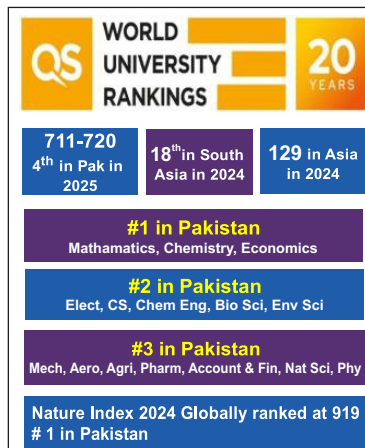 QS
WORLD
UNIVERSITY
RANKINGS
20
YEARS
711-720
4th in Pak in
2025
18th in South
Asia in 2024
129 in Asia
in 2024
#1 in Pakistan
Mathamatics, Chemistry, Economics
#2 in Pakistan
Elect, CS, Chem Eng, Bio Sci, Env Sci
#3 in Pakistan
Mech, Aero, Agri, Pharm, Account & Fin, Nat Sci, Phy
Nature Index 2024 Globally ranked at 919
# 1 in Pakistan